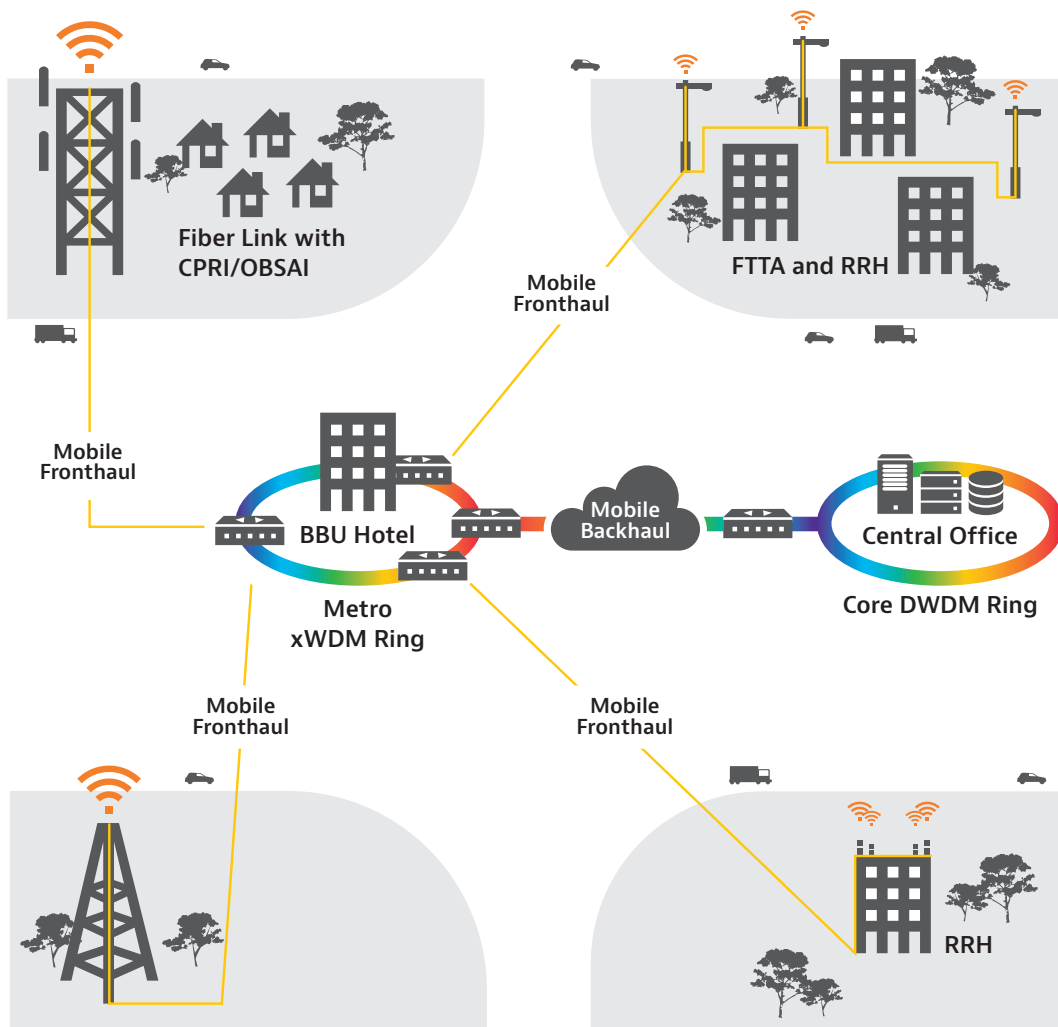 Fiber Link with
CPRI/OBSAI
FTTA and RRH
Mobile
Fronthaul
Mobile
Fronthaul
BBU Hotel
Mobile
Backhaul
Central Office
Metro
xWDM Ring
Core DWDM Ring
Mobile
Fronthaul
Mobile
Fronthaul
RRH